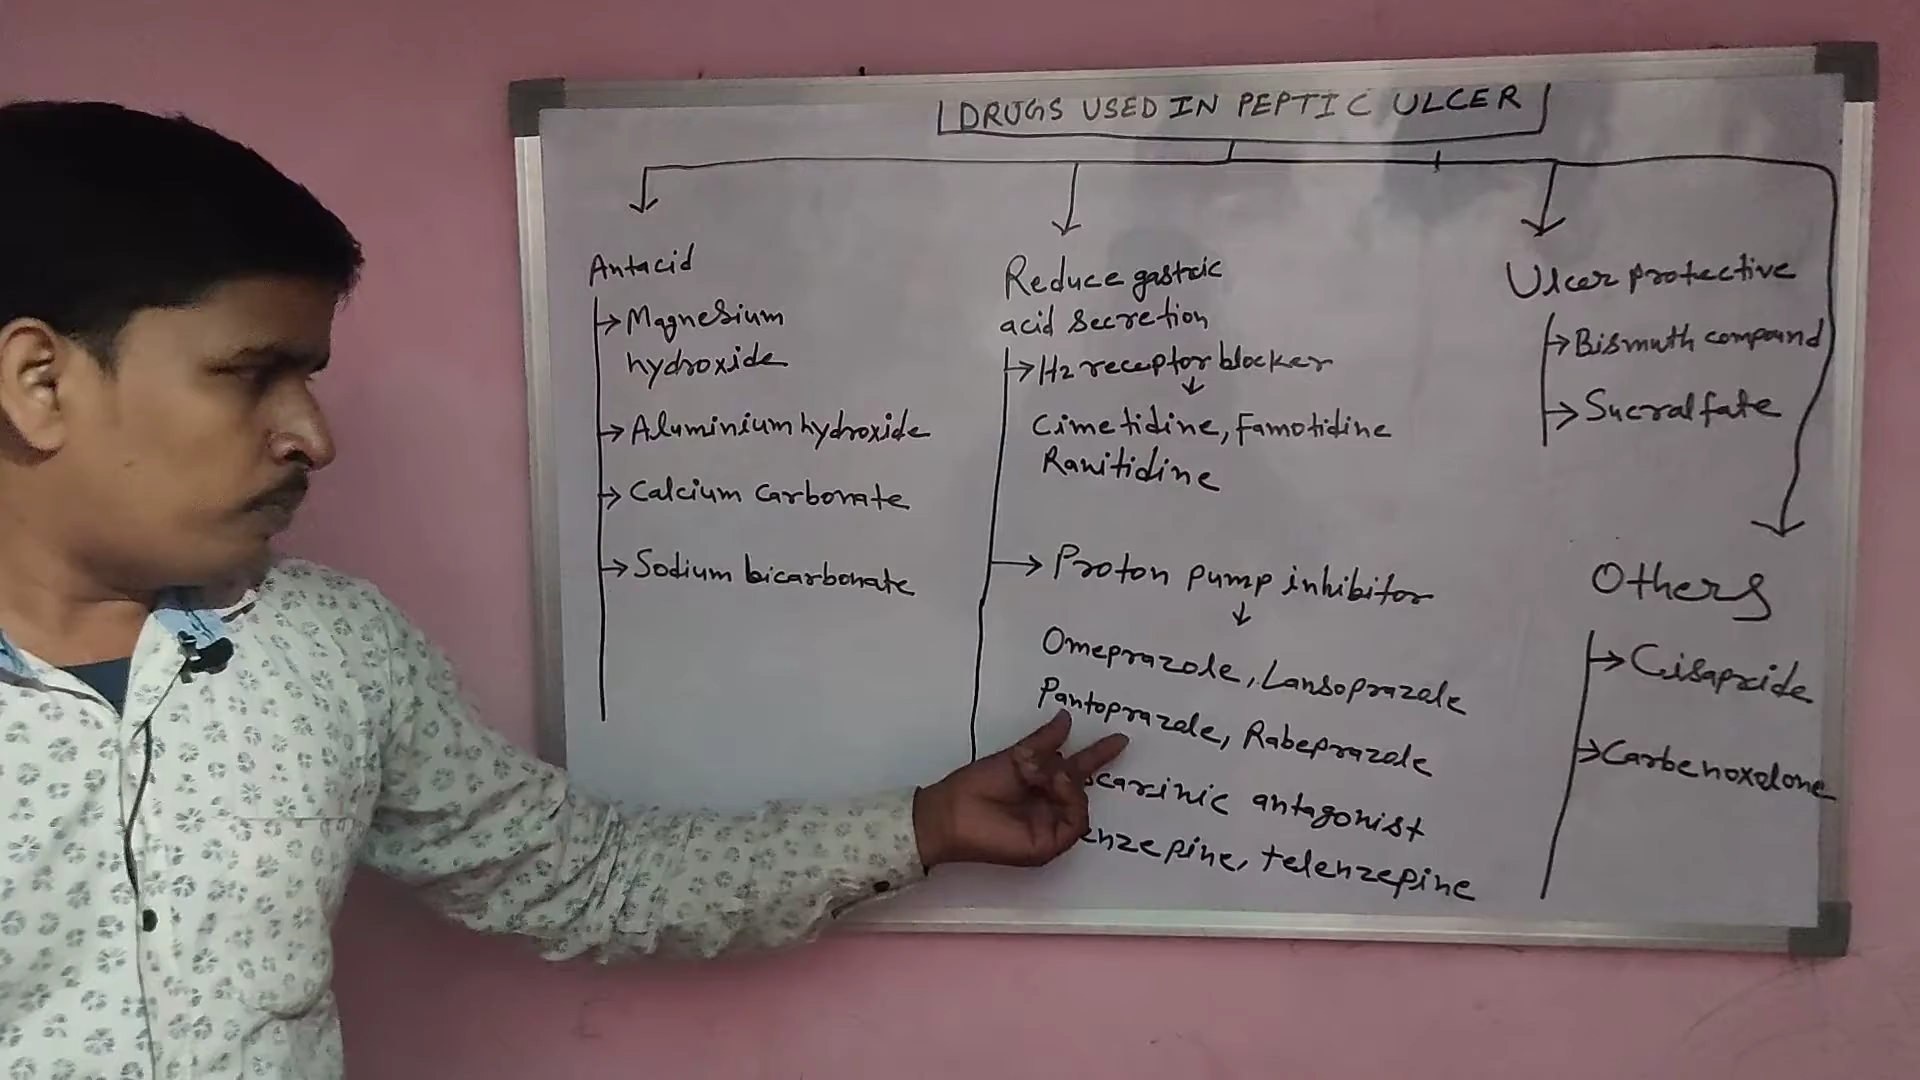 DRUGS USED IN PEPTIC ULCER
Antacid
Magnesium
hydroxide
Aluminium hydroxide
Calcium Carbonate
Sodium bicarbonate
Reduce gastric
acid secretion
H2 receptor blocker
Cimetidine, Famotidine
Ranitidine
Proton pump inhibitor
Omeprazole, Lansoprazole
Pantoprazole, Rabeprazole
antagonist
telenzepine
Ulcer protective
Bismuth compound
Sucralfate
Others
Cisapride
Carbenoxolone